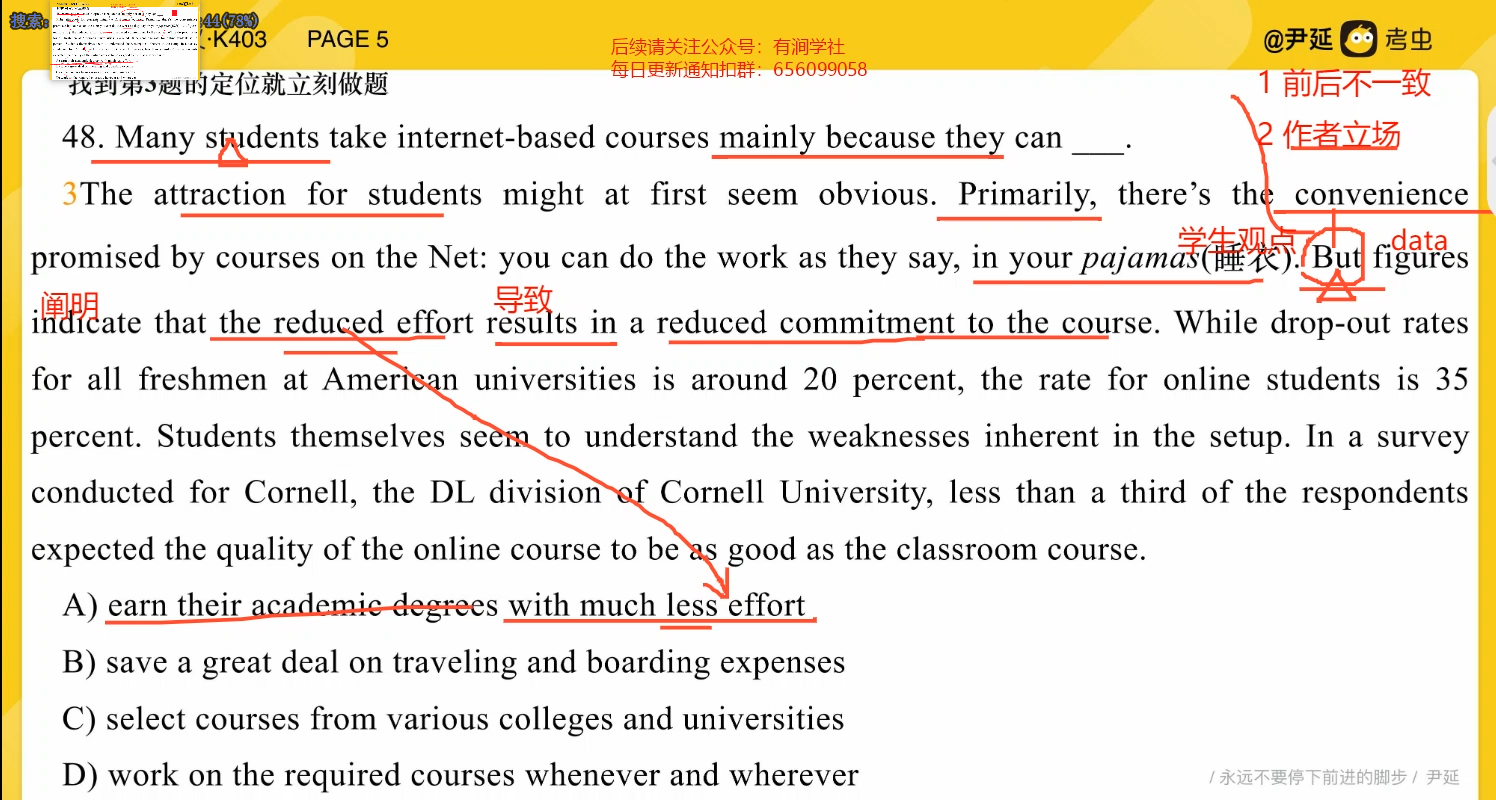 搜索:
44(78%)
·K403 PAGE 5
后续请关注公众号：有涧学社
每日更新通知扣群：656099058
@尹延 考虫
找到第3题的定位就立刻做题
1 前后不一致
48. Many students take internet-based courses mainly because they can ___.
2 作者立场
3The attraction for students might at first seem obvious. Primarily, there's the convenience
学生观点
data
promised by courses on the Net: you can do the work as they say, in your pajamas(睡衣). But figures
阐明
导致
indicate that the reduced effort results in a reduced commitment to the course. While drop-out rates
for all freshmen at American universities is around 20 percent, the rate for online students is 35
percent. Students themselves seem to understand the weaknesses inherent in the setup. In a survey
conducted for Cornell, the DL division of Cornell University, less than a third of the respondents
expected the quality of the online course to be as good as the classroom course.
A) earn their academic degrees with much less effort
B) save a great deal on traveling and boarding expenses
C) select courses from various colleges and universities
D) work on the required courses whenever and wherever
/ 永远不要停下前进的脚步 / 尹延